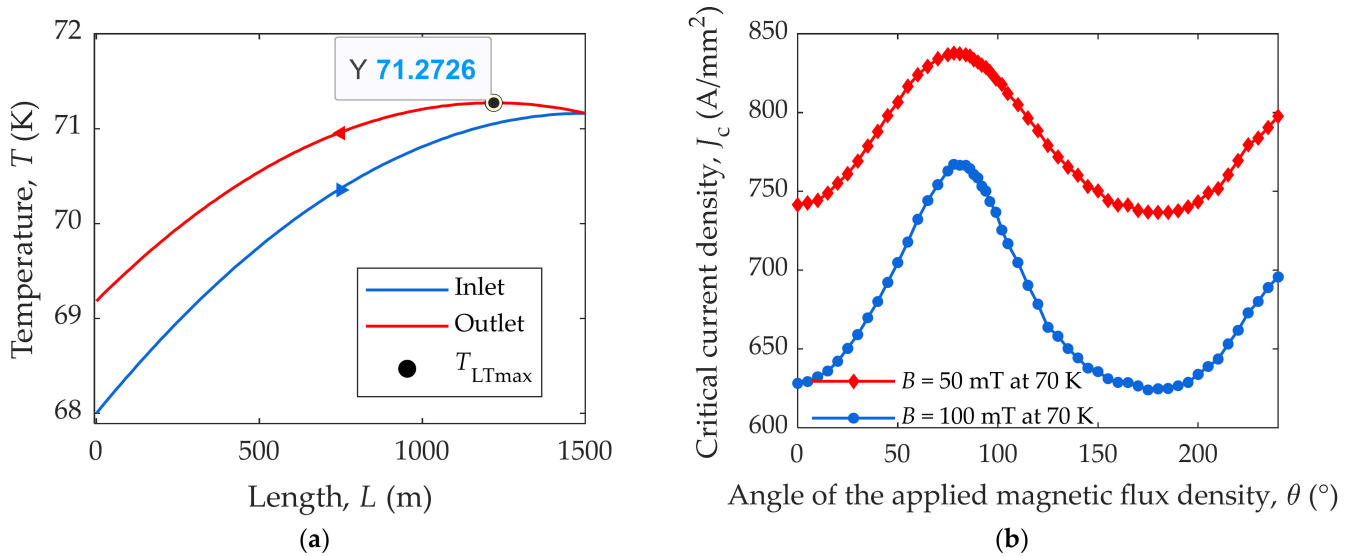 72
71
70
69
68
Temperature, T (K)
Y 71.2726
Inlet
Outlet
T_LTmax
0
500
1000
1500
Length, L (m)
(a)
850
800
750
700
650
600
Critical current density, J_c (A/mm²)
B = 50 mT at 70 K
B = 100 mT at 70 K
0
50
100
150
200
Angle of the applied magnetic flux density, θ (°)
(b)